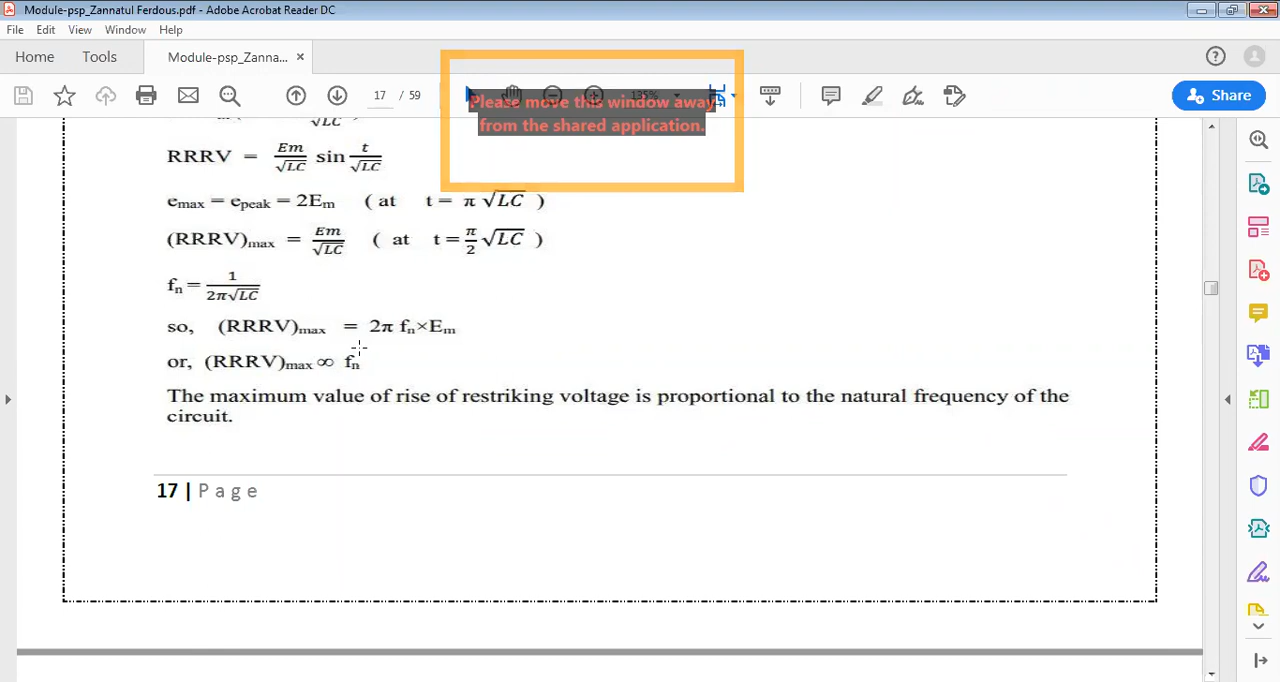 Module-psp_Zannatul Ferdous.pdf - Adobe Acrobat Reader DC
File Edit View Window Help
Home Tools Module-psp_Zanna... ×
17 / 59 135% Share
Please move this window away
from the shared application.
RRRV = Em/√LC sin t/√LC
emax = epeak = 2Em ( at t = π √LC )
(RRRV)max = Em/√LC ( at t = π/2 √LC )
fn = 1/2π√LC
so, (RRRV)max = 2π fn×Em
or, (RRRV)max ∞ fn
The maximum value of rise of restriking voltage is proportional to the natural frequency of the
circuit.
17 | Page